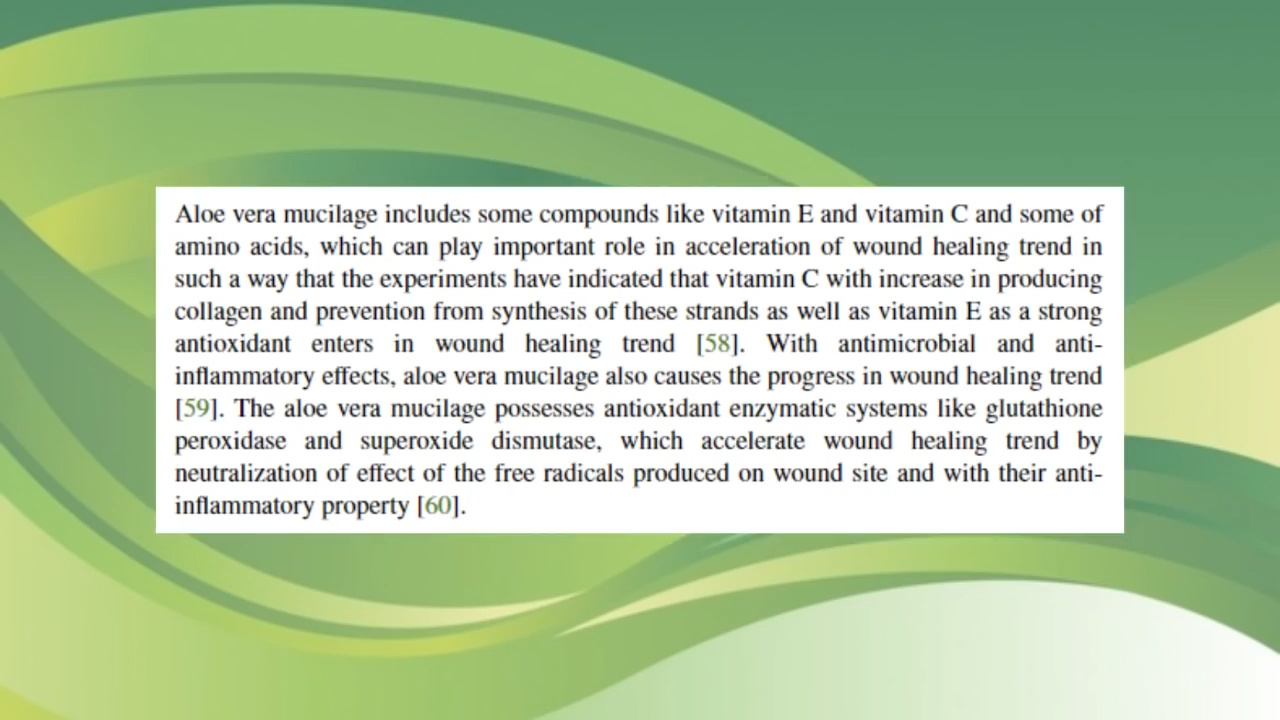 Aloe vera mucilage includes some compounds like vitamin E and vitamin C and some of
amino acids, which can play important role in acceleration of wound healing trend in
such a way that the experiments have indicated that vitamin C with increase in producing
collagen and prevention from synthesis of these strands as well as vitamin E as a strong
antioxidant enters in wound healing trend [58]. With antimicrobial and anti-
inflammatory effects, aloe vera mucilage also causes the progress in wound healing trend
[59]. The aloe vera mucilage possesses antioxidant enzymatic systems like glutathione
peroxidase and superoxide dismutase, which accelerate wound healing trend by
neutralization of effect of the free radicals produced on wound site and with their anti-
inflammatory property [60].